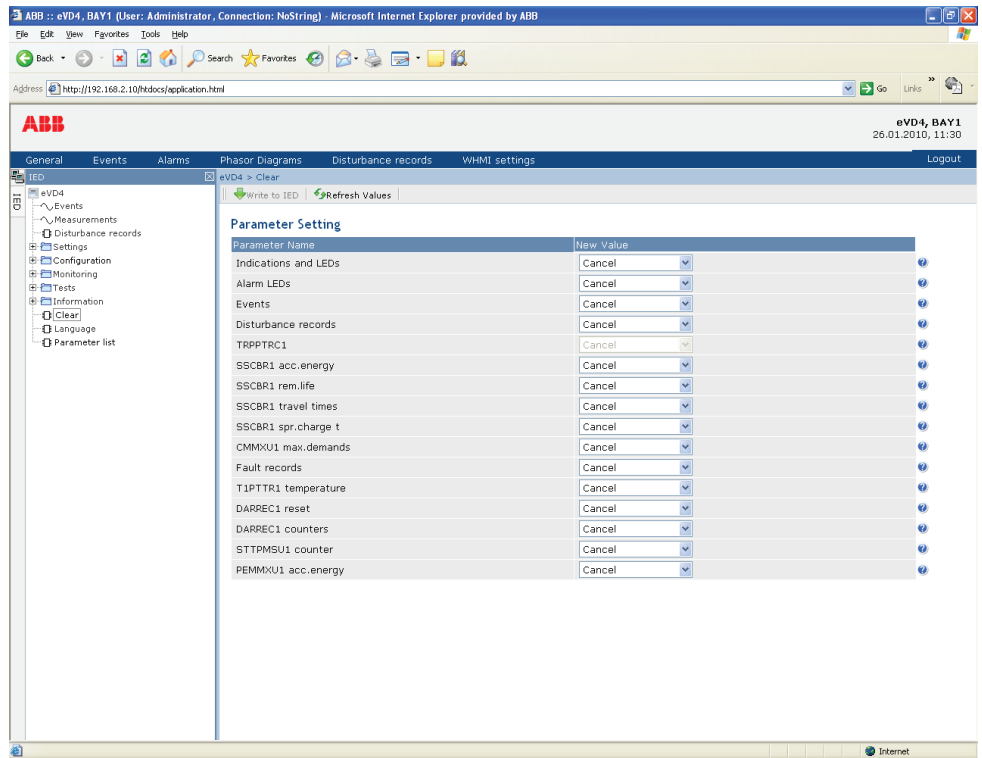 ABB :: eVD4, BAY1 (User: Administrator, Connection: NoString) - Microsoft Internet Explorer provided by ABB
File Edit View Favorites Tools Help
Back Search Favorites
Address http://192.168.2.10/htdocs/application.html Go Links »
ABB
eVD4, BAY1
26.01.2010, 11:30
General Events Alarms Phasor Diagrams Disturbance records WHMI settings Logout
IED
IED
eVD4
Events
Measurements
Disturbance records
Settings
Configuration
Monitoring
Tests
Information
Clear
Language
Parameter list
eVD4 > Clear
Write to IED Refresh Values
Parameter Setting
Parameter Name New Value
Indications and LEDs Cancel
Alarm LEDs Cancel
Events Cancel
Disturbance records Cancel
TRPPTRC1 Cancel
SSCBR1 acc.energy Cancel
SSCBR1 rem.life Cancel
SSCBR1 travel times Cancel
SSCBR1 spr.charge t Cancel
CMMXU1 max.demands Cancel
Fault records Cancel
T1PTTR1 temperature Cancel
DARREC1 reset Cancel
DARREC1 counters Cancel
STTPMSU1 counter Cancel
PEMMXU1 acc.energy Cancel
Internet